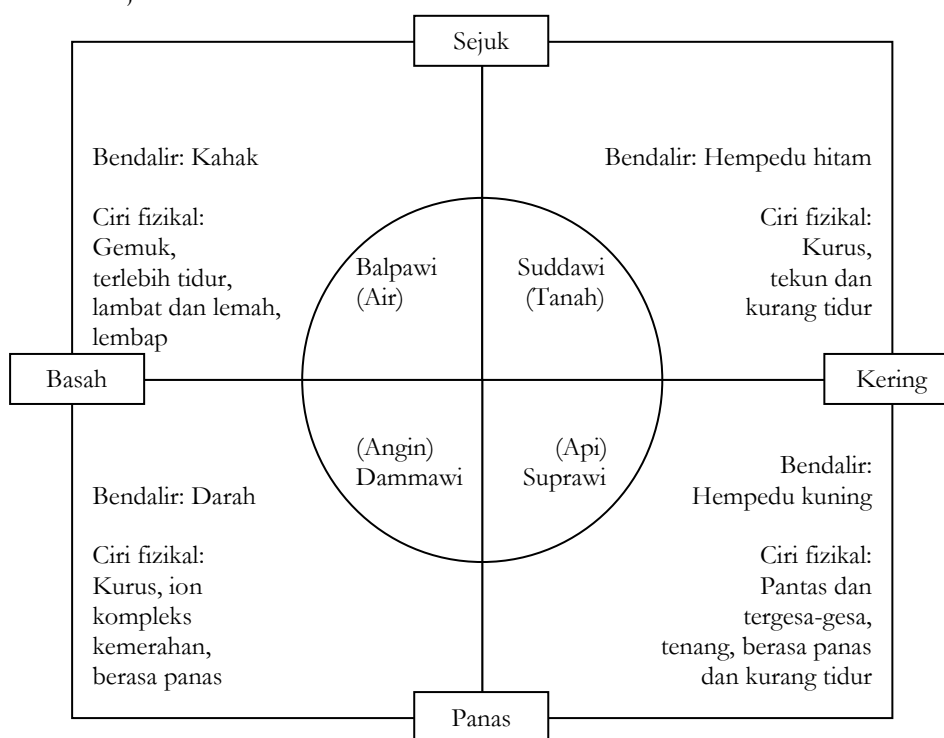 Sejuk
Bendalir: Kahak
Ciri fizikal:
Gemuk,
terlebih tidur,
lambat dan lemah,
lembap
Bendalir: Hempedu hitam
Ciri fizikal:
Kurus,
tekun dan
kurang tidur
Balpawi
(Air)
Suddawi
(Tanah)
Basah
Kering
(Angin)
Dammawi
(Api)
Suprawi
Bendalir: Darah
Ciri fizikal:
Kurus, ion
kompleks
kemerahan,
berasa panas
Bendalir:
Hempedu kuning
Ciri fizikal:
Pantas dan
tergesa-gesa,
tenang, berasa panas
dan kurang tidur
Panas